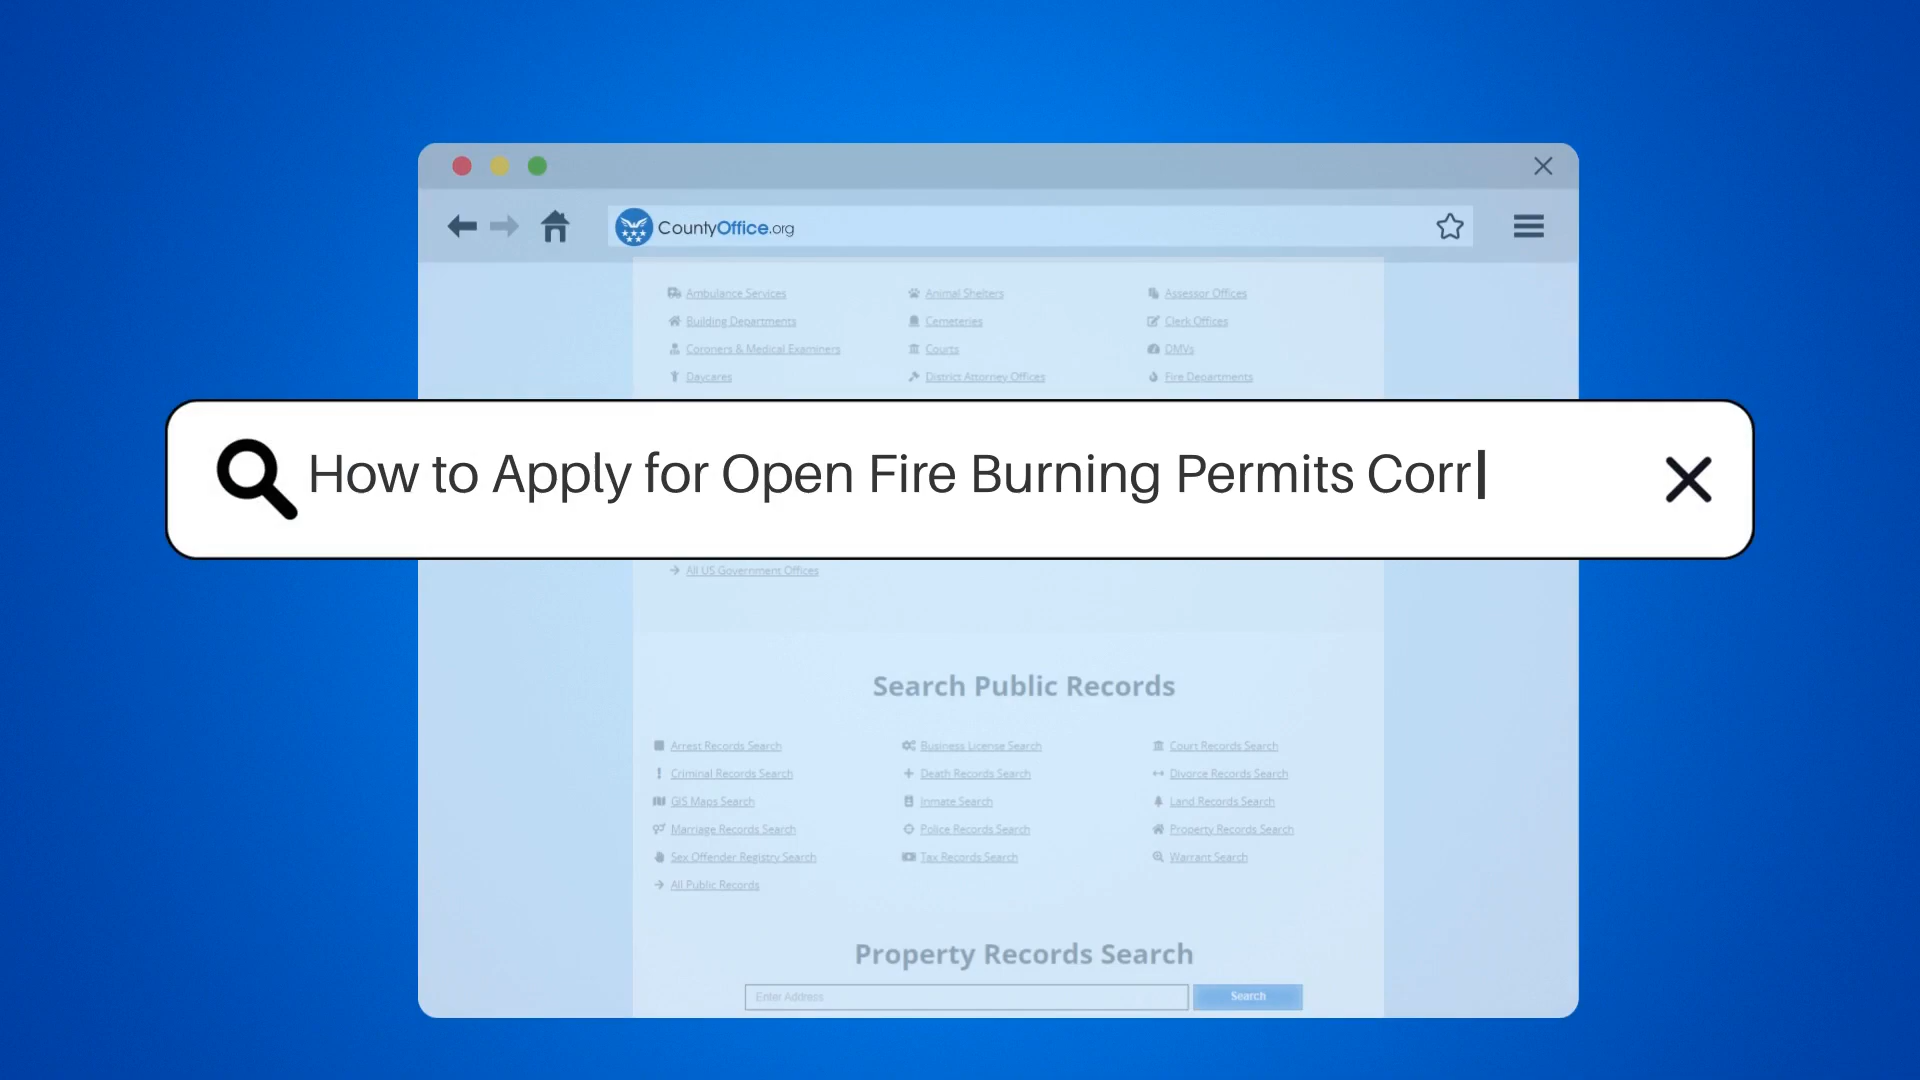 CountyOffice.org
Ambulance Services Animal Shelters Assessor Offices
Building Departments Cemeteries Clerk Offices
Coroners & Medical Examiners Courts DMVs
Daycares District Attorney Offices Fire Departments
How to Apply for Open Fire Burning Permits Corr
All US Government Offices
Search Public Records
Arrest Records Search Business License Search Court Records Search
Criminal Records Search Death Records Search Divorce Records Search
GIS Maps Search Inmate Search Land Records Search
Marriage Records Search Police Records Search Property Records Search
Sex Offender Registry Search Tax Records Search Warrant Search
All Public Records
Property Records Search
Enter Address Search